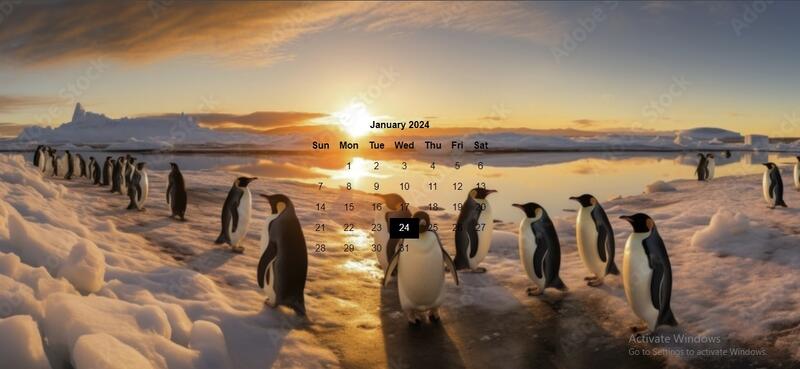 Adobe Stock
January 2024
Sun Mon Tue Wed Thu Fri Sat
1 2 3 4 5 6
7 8 9 10 11 12 13
14 15 16 17 18 19 20
21 22 23 24 25 26 27
28 29 30 31
Activate Windows
Go to Settings to activate Windows.